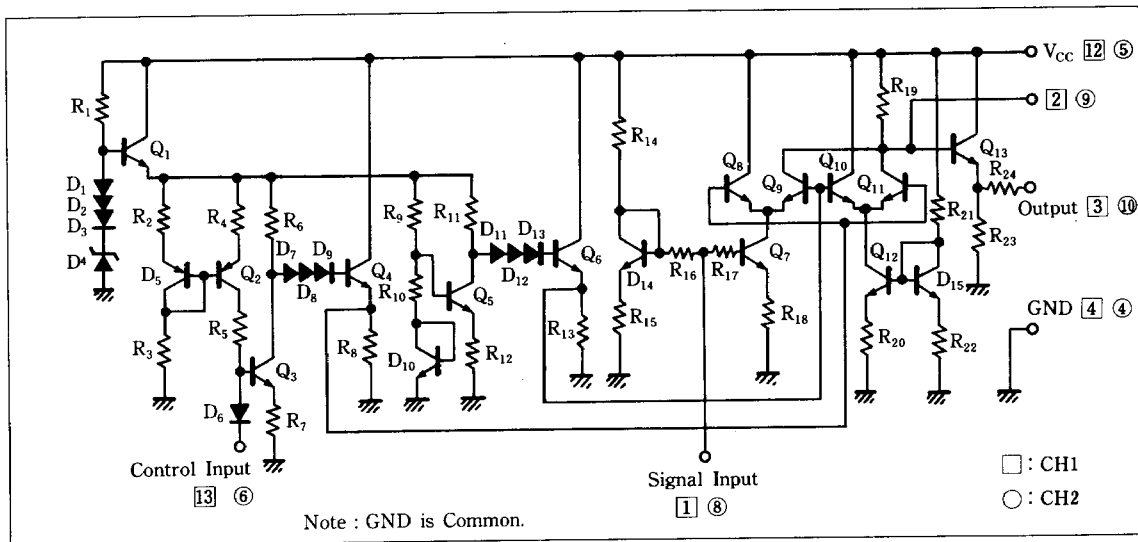 V_CC [12] ⑤
[2] ⑨
R₁
Q₁
D₁
D₂
D₃
D₄
R₂
R₄
R₆
D₅
Q₂
R₃
R₅
Q₃
D₆
R₇
D₇
D₈
D₉
Q₄
R₈
R₉
R₁₁
R₁₀
Q₅
D₁₀
R₁₂
D₁₁
D₁₂
D₁₃
Q₆
R₁₃
R₁₄
D₁₄
R₁₅
R₁₆
R₁₇
Q₇
R₁₈
Q₈
Q₉
Q₁₀
Q₁₁
R₁₉
Q₁₂
R₂₀
R₂₁
D₁₅
R₂₂
Q₁₃
R₂₄
R₂₃
Output [3] ⑩
GND [4] ④
Control Input
[13] ⑥
Signal Input
[1] ⑧
□ : CH1
○ : CH2
Note : GND is Common.